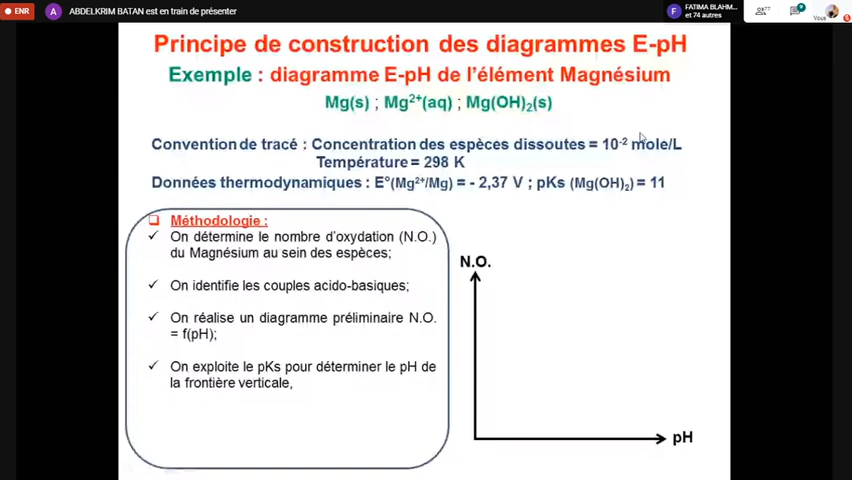 ENR
A ABDELKRIM BATAN est en train de présenter
F FATIMA BLAHM...
et 74 autres
77
9
Vous
Principe de construction des diagrammes E-pH
Exemple : diagramme E-pH de l'élément Magnésium
Mg(s) ; Mg²⁺(aq) ; Mg(OH)₂(s)
Convention de tracé : Concentration des espèces dissoutes = 10⁻² mole/L
Température = 298 K
Données thermodynamiques : E°(Mg²⁺/Mg) = - 2,37 V ; pKs (Mg(OH)₂) = 11
Méthodologie :
On détermine le nombre d'oxydation (N.O.)
du Magnésium au sein des espèces;
On identifie les couples acido-basiques;
On réalise un diagramme préliminaire N.O.
= f(pH);
On exploite le pKs pour déterminer le pH de
la frontière verticale,
N.O.
pH